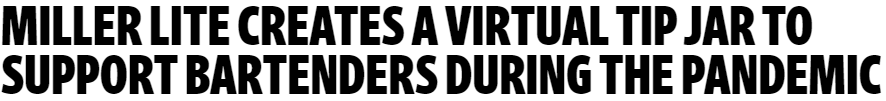 MILLER LITE CREATES A VIRTUAL TIP JAR TO
SUPPORT BARTENDERS DURING THE PANDEMIC